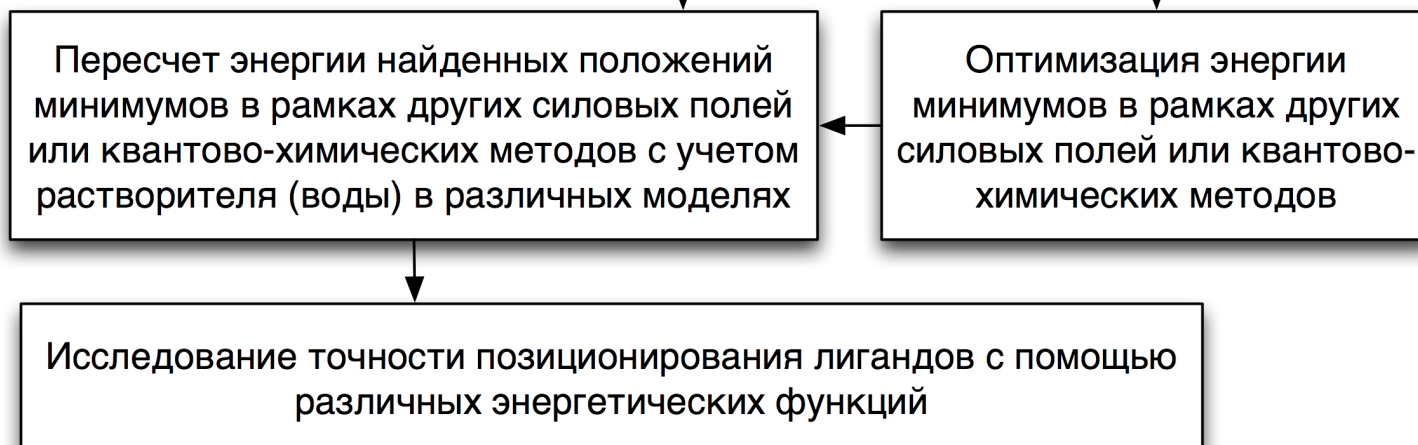 Пересчет энергии найденных положений
минимумов в рамках других силовых полей
или квантово-химических методов с учетом
растворителя (воды) в различных моделях
Оптимизация энергии
минимумов в рамках других
силовых полей или квантово-
химических методов
Исследование точности позиционирования лигандов с помощью
различных энергетических функций